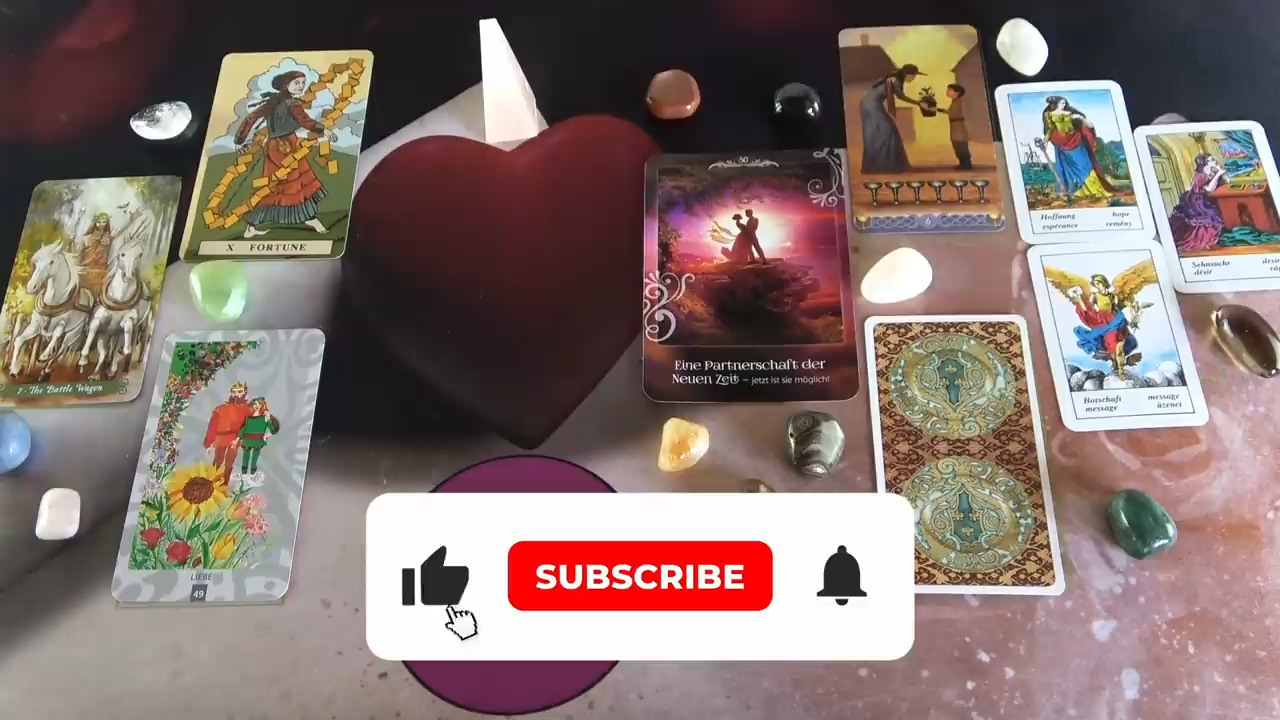 X FORTUNE
7 - The Battle Wagon
LIEBE
49
30
Eine Partnerschaft der
Neuen Zeit – jetzt ist sie möglich!
6
Hoffnung hope
espérance remény
Sehnsucht
désir
Botschaft message
message üzenet
SUBSCRIBE